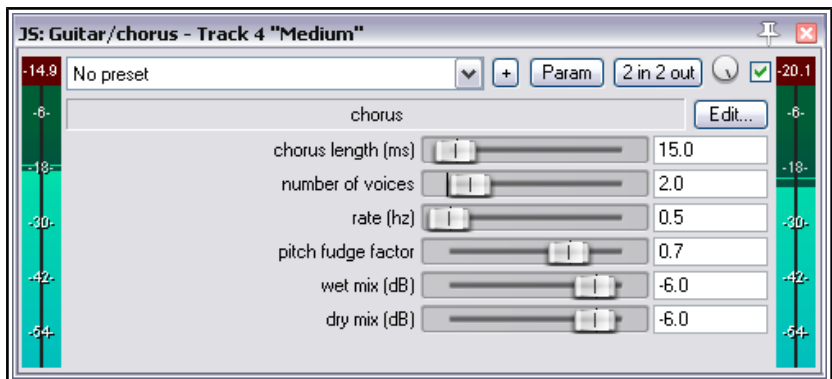 JS: Guitar/chorus - Track 4 "Medium"
-14.9 No preset + Param 2 in 2 out -20.1
-6- chorus Edit... -6-
chorus length (ms) 15.0
-18- number of voices 2.0 -18-
rate (hz) 0.5
-30- pitch fudge factor 0.7 -30-
-42- wet mix (dB) -6.0 -42-
dry mix (dB) -6.0
-54- -54-